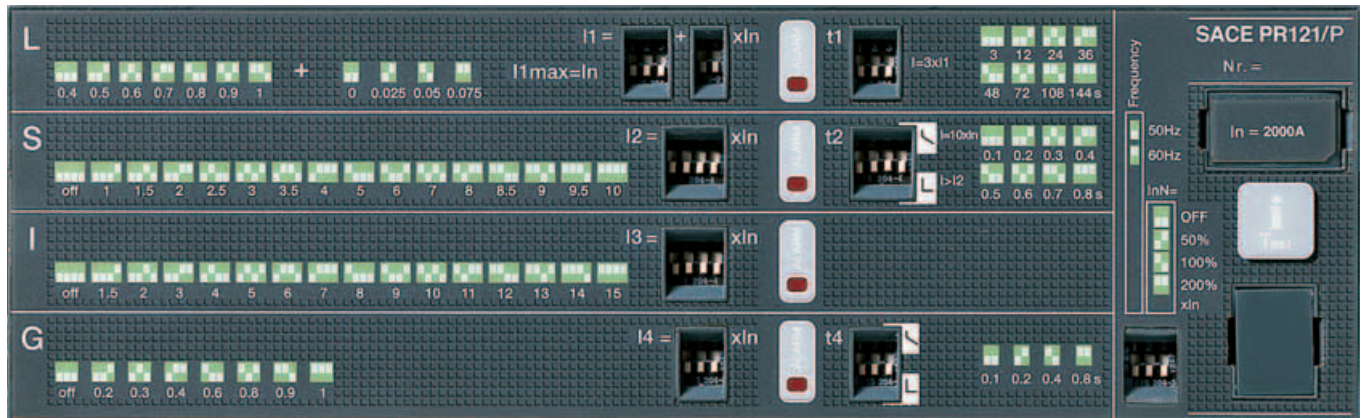 L
I1 = + xIn
I1max=In
0.4 0.5 0.6 0.7 0.8 0.9 1 + 0 0.025 0.05 0.075
ALARM
t1
I=3xI1
3 12 24 36
48 72 108 144 s
S
I2 = xIn
off 1 1.5 2 2.5 3 3.5 4 5 6 7 8 8.5 9 9.5 10
ALARM
t2
I=10xIn
I>I2
0.1 0.2 0.3 0.4
0.5 0.6 0.7 0.8 s
I
I3 = xIn
off 1.5 2 3 4 5 6 7 8 9 10 11 12 13 14 15
ALARM
G
I4 = xIn
off 0.2 0.3 0.4 0.6 0.8 0.9 1
ALARM
t4
0.1 0.2 0.4 0.8 s
Frequency
50Hz
60Hz
InN=
OFF
50%
100%
200%
xIn
SACE PR121/P
Nr. =
In = 2000A
i
Test